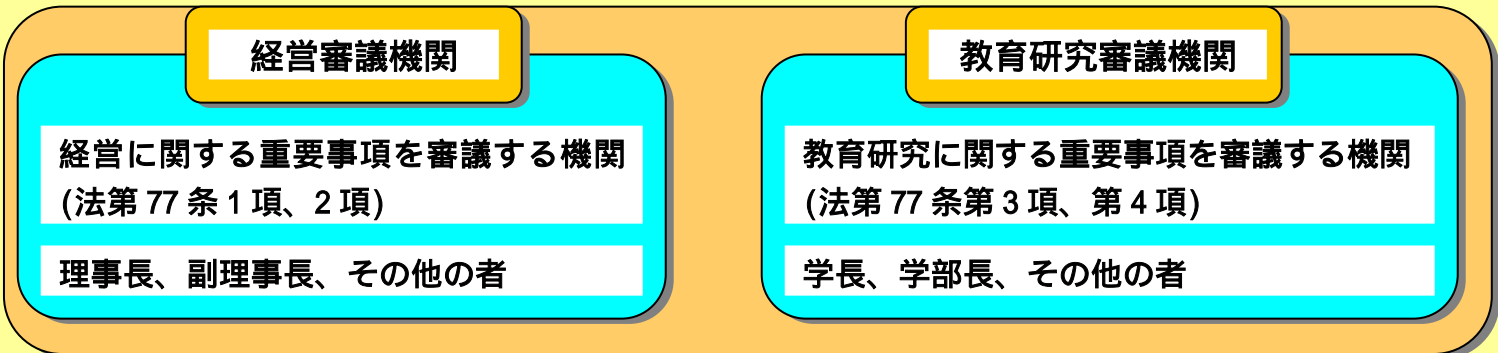 経営審議機関
経営に関する重要事項を審議する機関
(法第 77 条 1 項、2 項)
理事長、副理事長、その他の者
教育研究審議機関
教育研究に関する重要事項を審議する機関
(法第 77 条第 3 項、第 4 項)
学長、学部長、その他の者